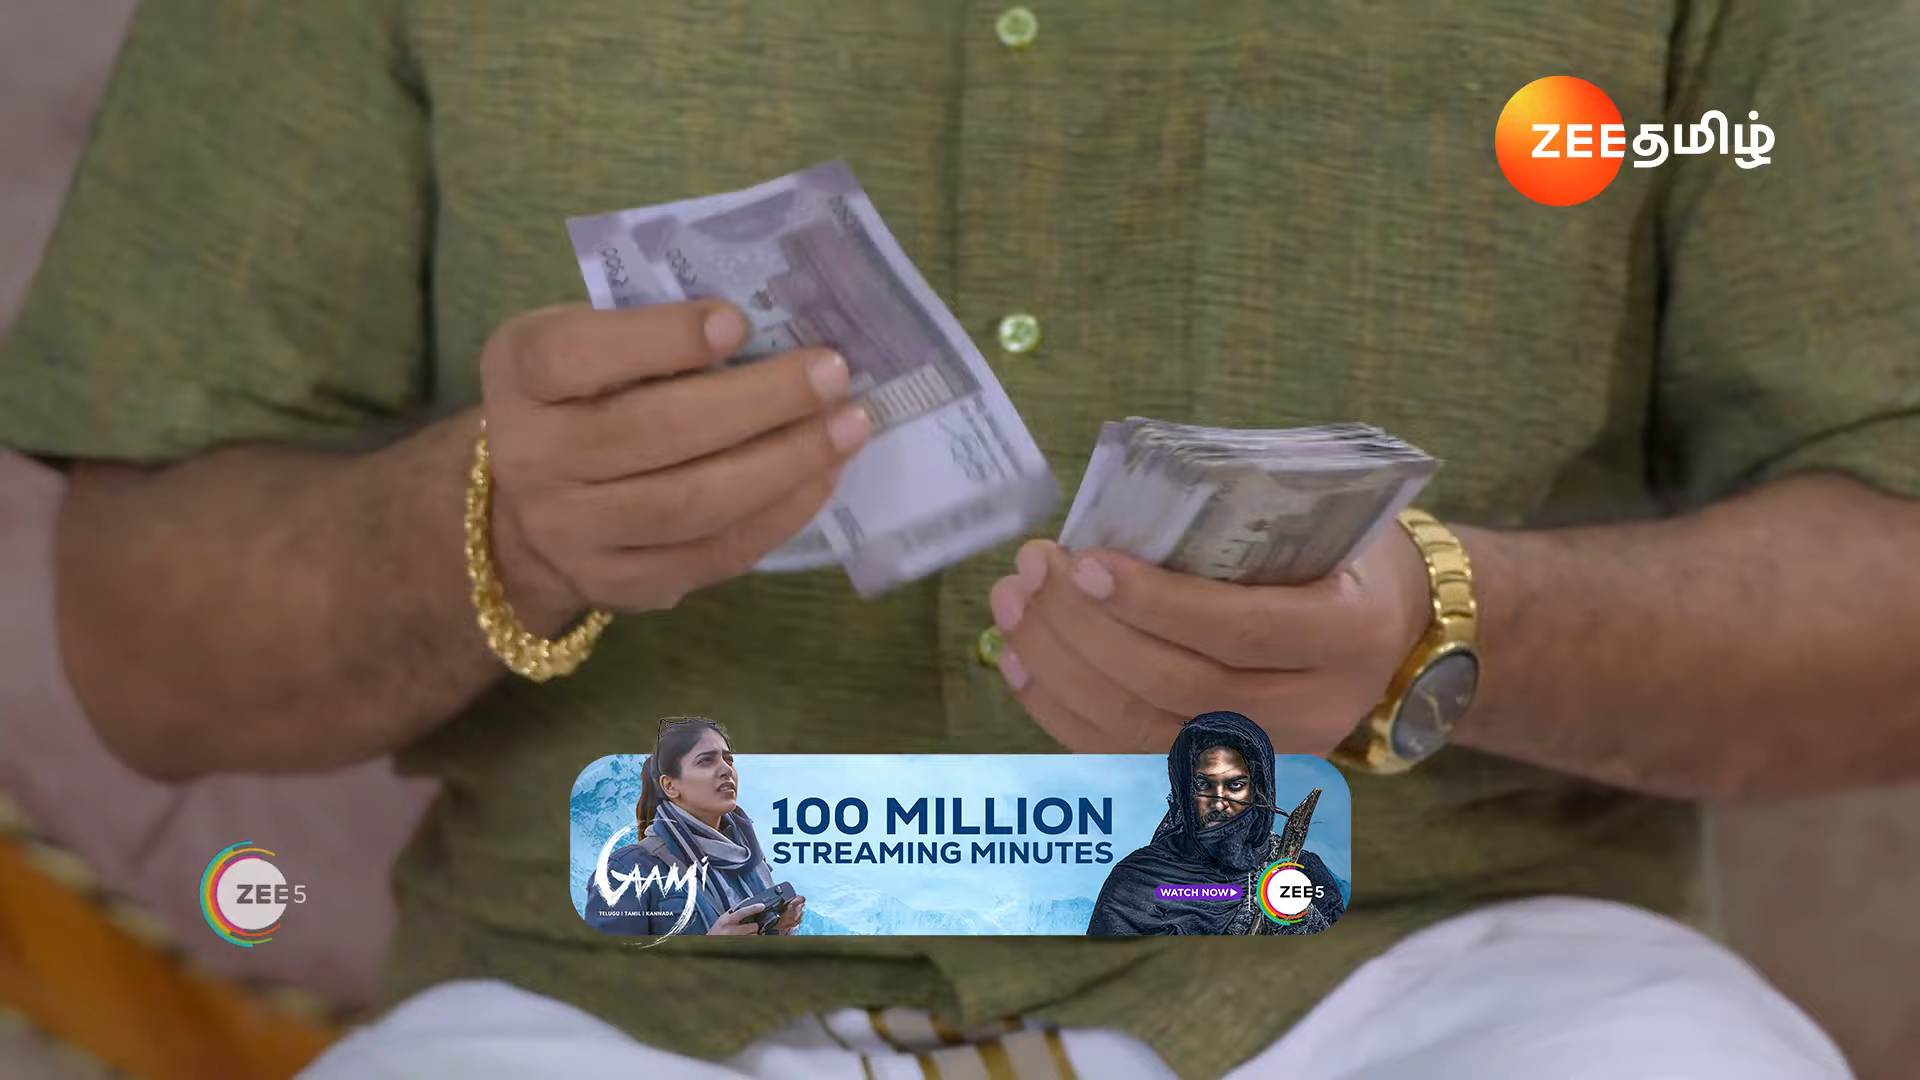 ZEEதமிழ்
100 MILLION
STREAMING MINUTES
GAAMI
TELUGU | TAMIL | KANNADA
WATCH NOW
ZEE5
ZEE5